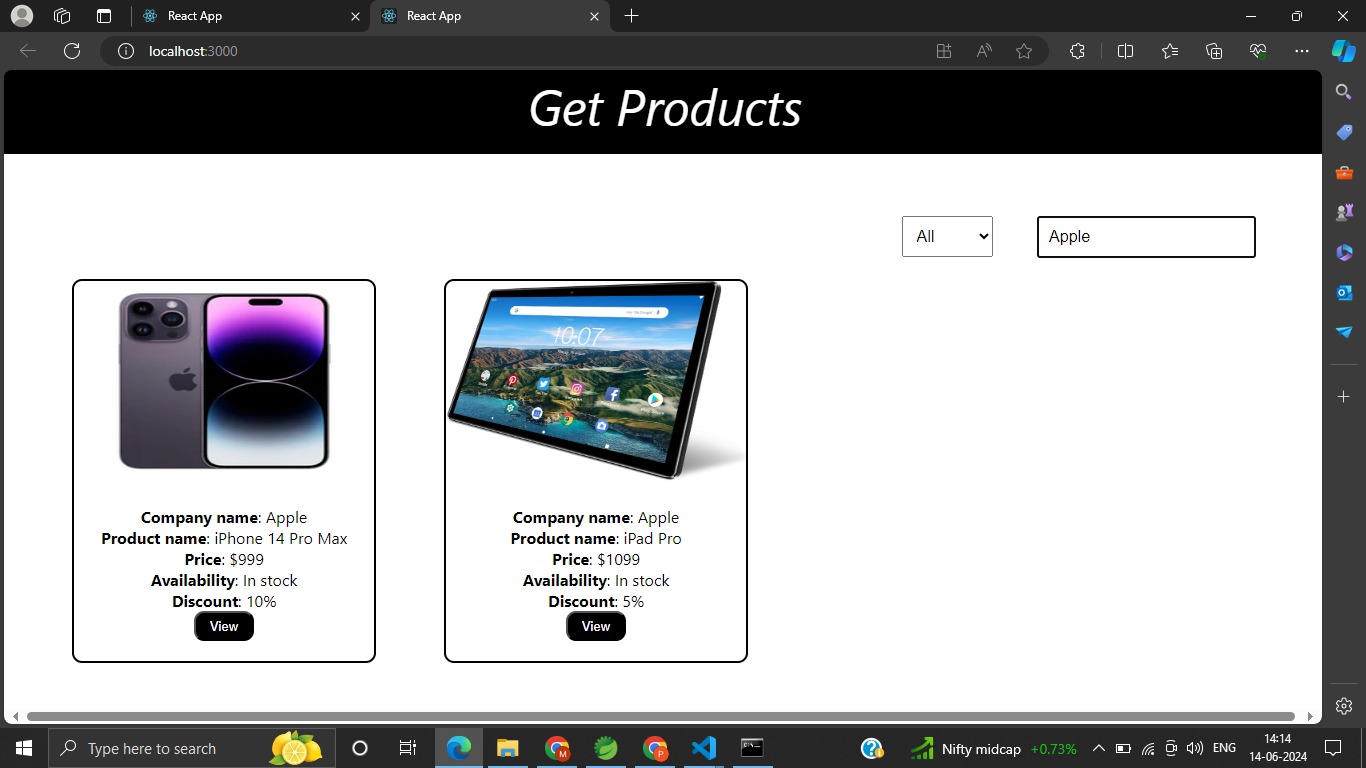 React App
React App
localhost:3000
Get Products
All
Apple
10:07
Company name: Apple
Product name: iPhone 14 Pro Max
Price: $999
Availability: In stock
Discount: 10%
View
Company name: Apple
Product name: iPad Pro
Price: $1099
Availability: In stock
Discount: 5%
View
Type here to search
Nifty midcap +0.73%
ENG
14:14
14-06-2024